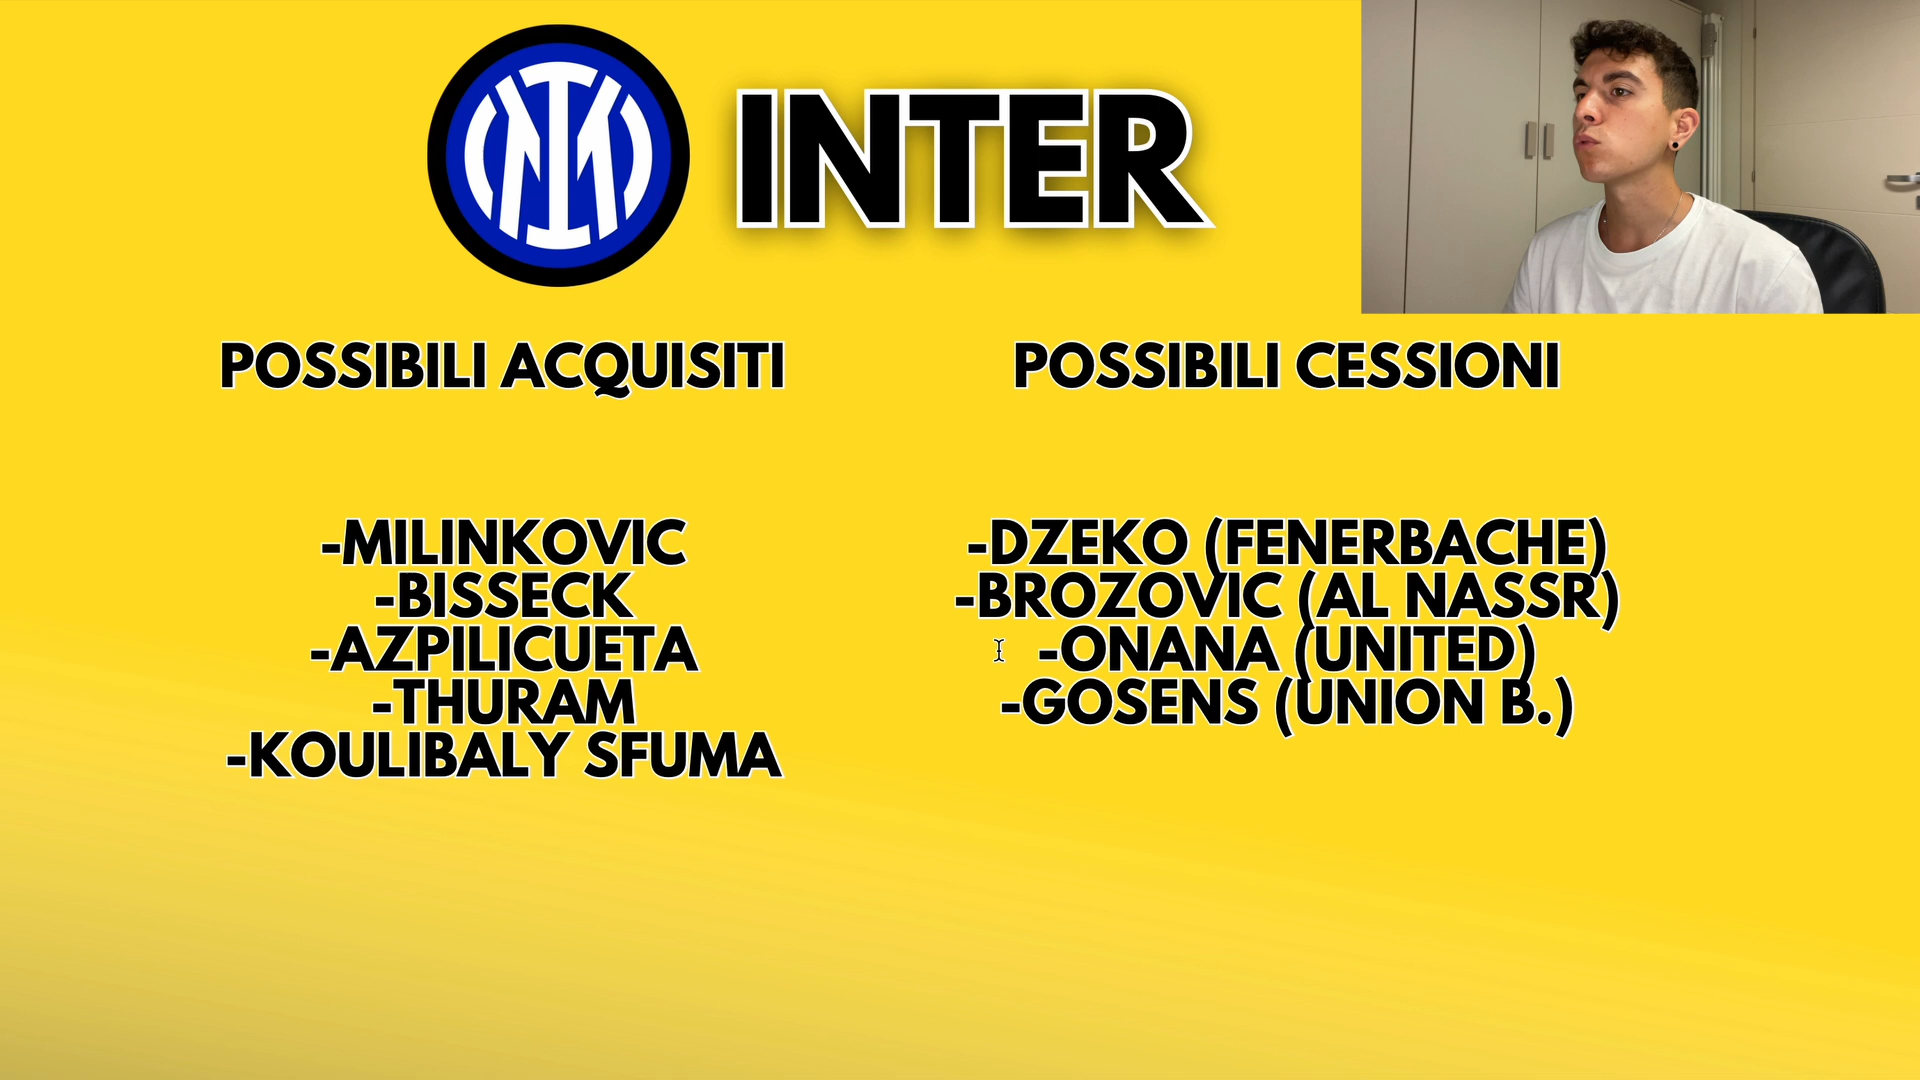 INTER
POSSIBILI ACQUISITI
-MILINKOVIC
-BISSECK
-AZPILICUETA
-THURAM
-KOULIBALY SFUMA
POSSIBILI CESSIONI
-DZEKO (FENERBACHE)
-BROZOVIC (AL NASSR)
-ONANA (UNITED)
-GOSENS (UNION B.)